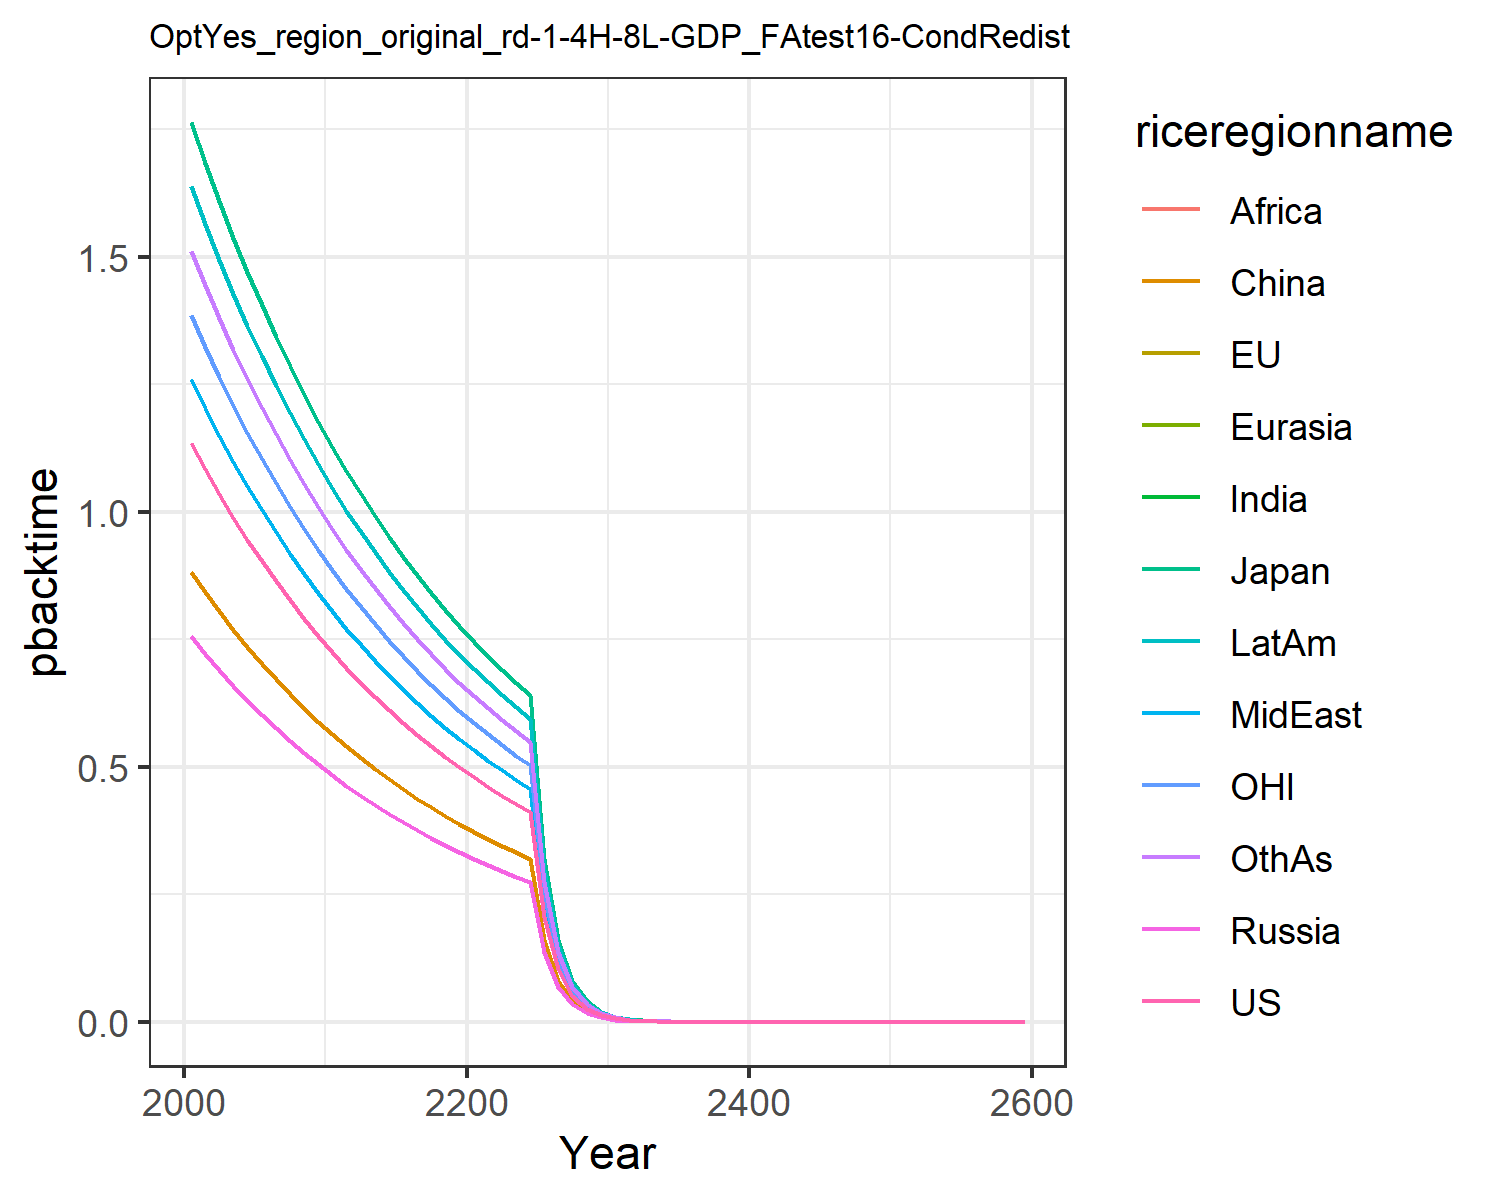 OptYes_region_original_rd-1-4H-8L-GDP_FAtest16-CondRedist
pbacktime
1.5
1.0
0.5
0.0
2000
2200
2400
2600
Year
riceregionname
Africa
China
EU
Eurasia
India
Japan
LatAm
MidEast
OHI
OthAs
Russia
US